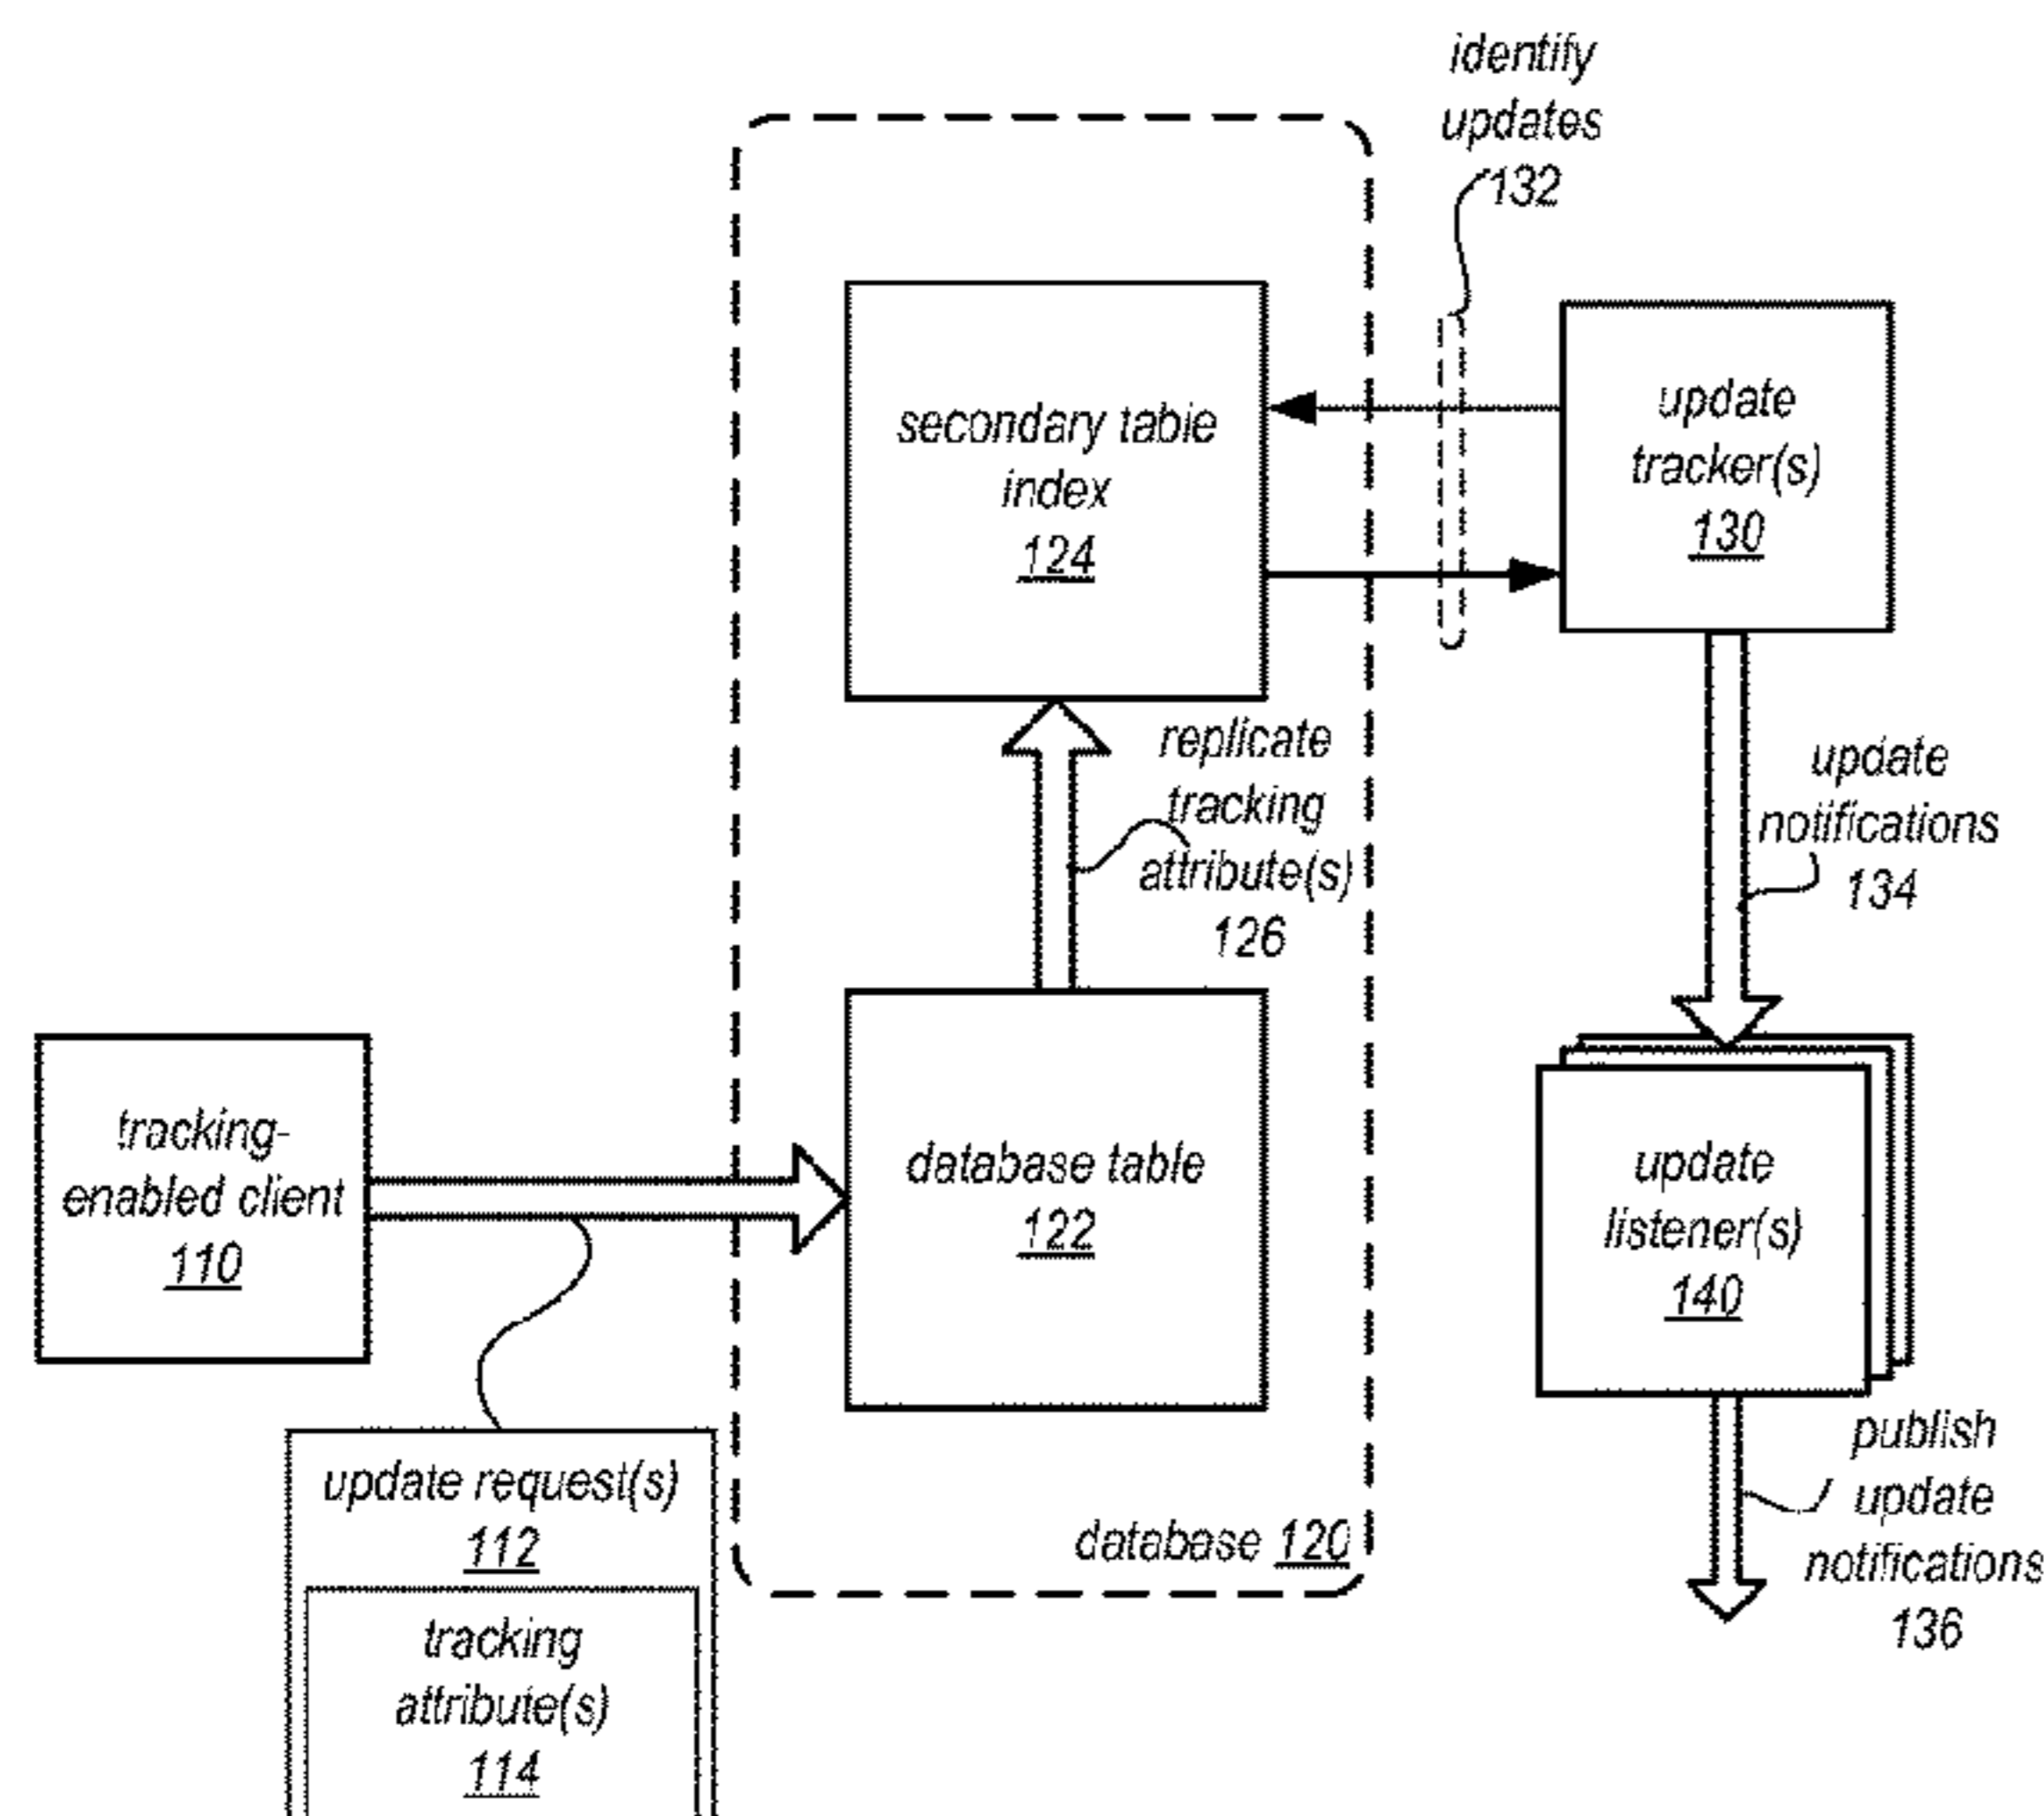 identify
updates
132
secondary table
index
124
update
tracker(s)
130
replicate
tracking
attribute(s)
126
update
notifications
134
tracking-
enabled client
110
database table
122
update
listener(s)
140
update request(s)
112
tracking
attribute(s)
114
database 120
publish
update
notifications
136